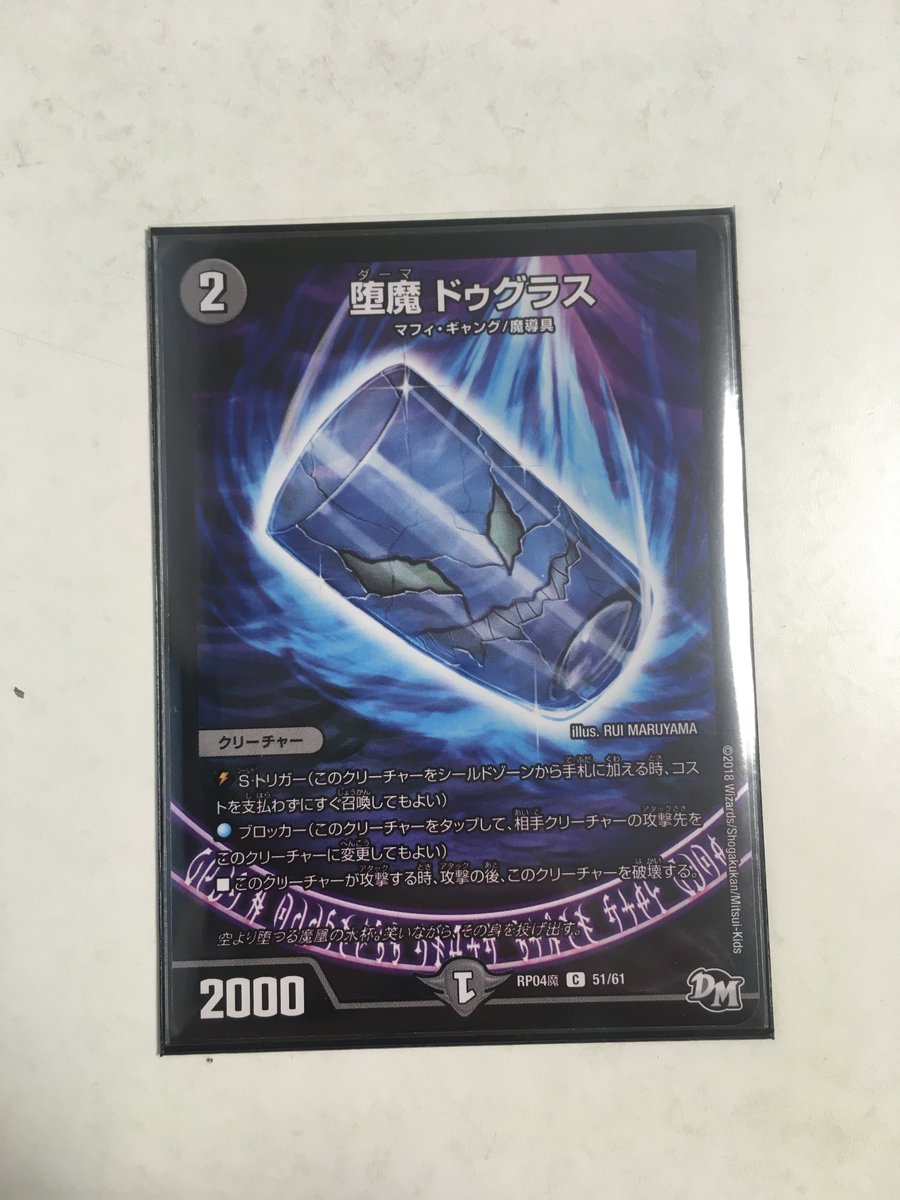 2
ダーマ
堕魔 ドゥグラス
マフィ・ギャング/魔導具
illus. RUI MARUYAMA
クリーチャー
S・トリガー(このクリーチャーをシールドゾーンから手札に加える時、コス
トを支払わずにすぐ召喚してもよい)
ブロッカー(このクリーチャーをタップして、相手クリーチャーの攻撃先を
このクリーチャーに変更してもよい)
■このクリーチャーが攻撃する時、攻撃の後、このクリーチャーを破壊する。
空より堕つる魔凰の水杯。笑いながら、その身を投げ出す。
©2018 Wizards/Shogakukan/Mitsui-Kids
2000
1
RP04魔 C 51/61
DM